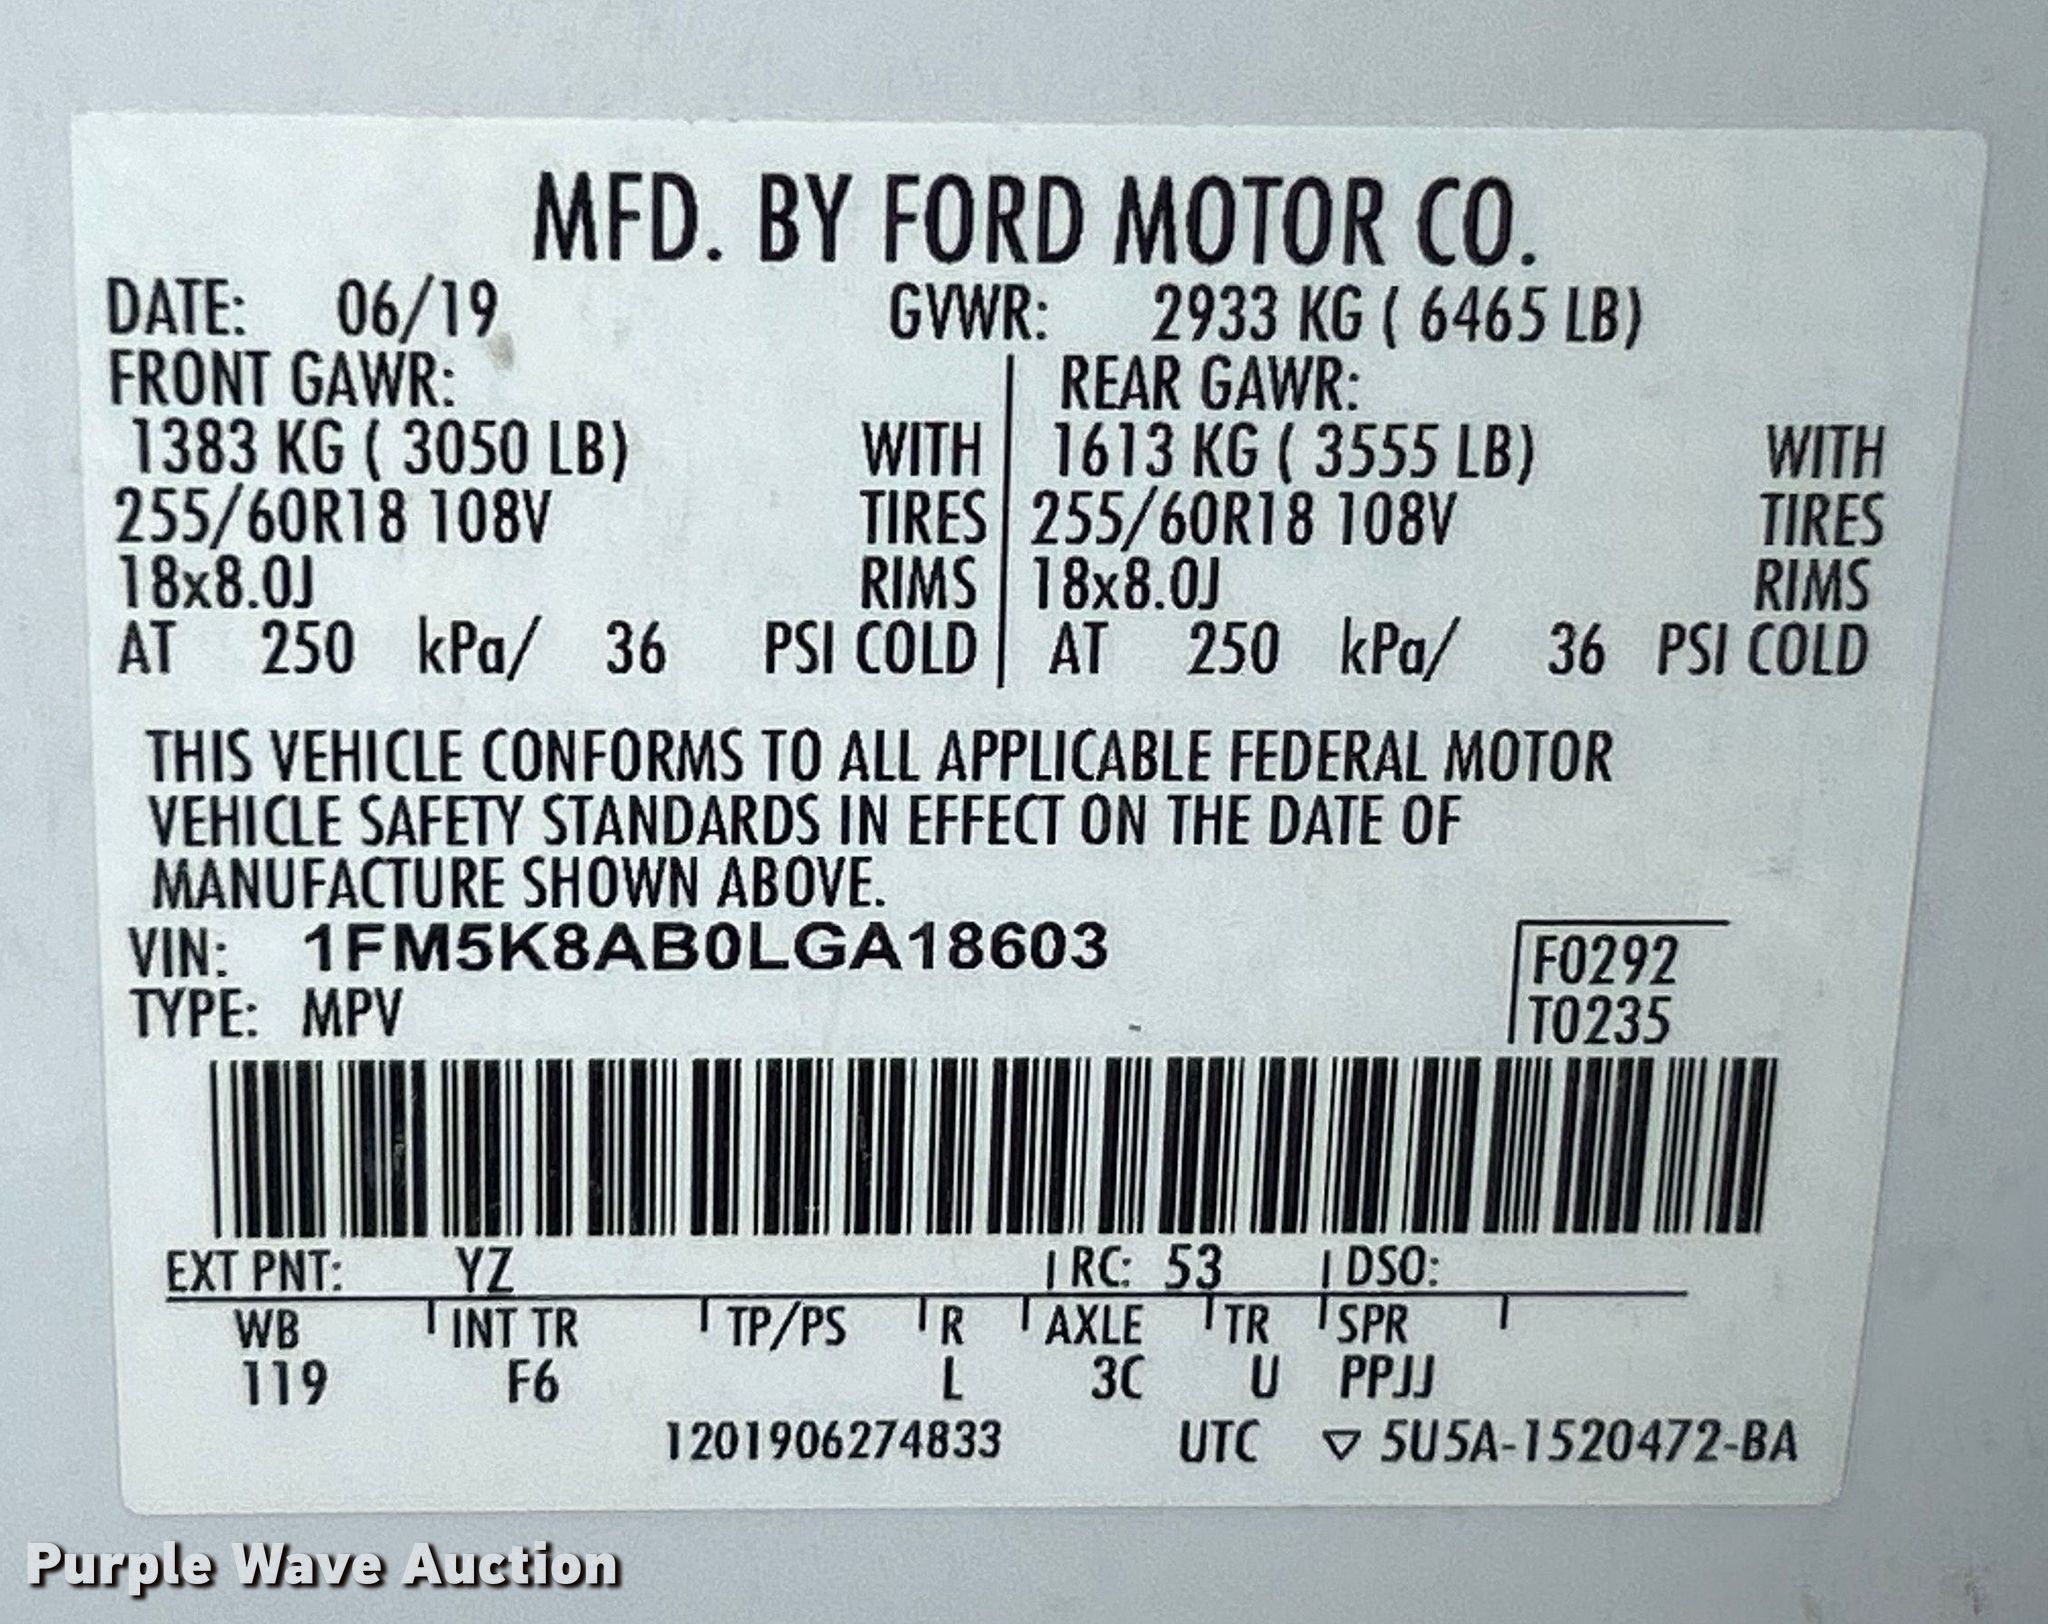 MFD. BY FORD MOTOR CO.
DATE: 06/19 GVWR: 2933 KG ( 6465 LB)
FRONT GAWR: REAR GAWR:
1383 KG ( 3050 LB) WITH 1613 KG ( 3555 LB) WITH
255/60R18 108V TIRES 255/60R18 108V TIRES
18x8.0J RIMS 18x8.0J RIMS
AT 250 kPa/ 36 PSI COLD AT 250 kPa/ 36 PSI COLD
THIS VEHICLE CONFORMS TO ALL APPLICABLE FEDERAL MOTOR
VEHICLE SAFETY STANDARDS IN EFFECT ON THE DATE OF
MANUFACTURE SHOWN ABOVE.
VIN: 1FM5K8AB0LGA18603 F0292
TYPE: MPV T0235
EXT PNT: YZ RC: 53 DSO:
WB INT TR TP/PS R AXLE TR SPR
119 F6 L 3C U PPJJ
1201906274833 UTC ▽ 5U5A-1520472-BA
Purple Wave Auction